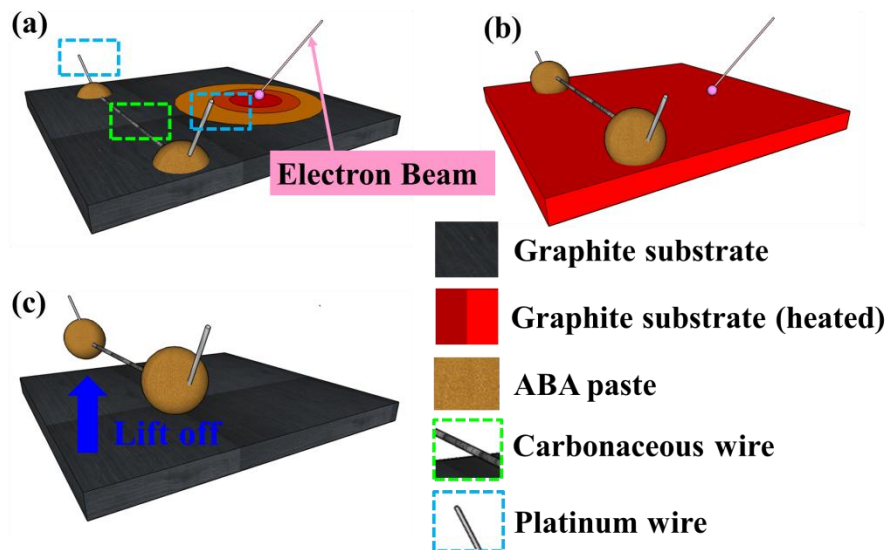 (a)
(b)
Electron Beam
Graphite substrate
(c)
Graphite substrate (heated)
ABA paste
Lift off
Carbonaceous wire
Platinum wire